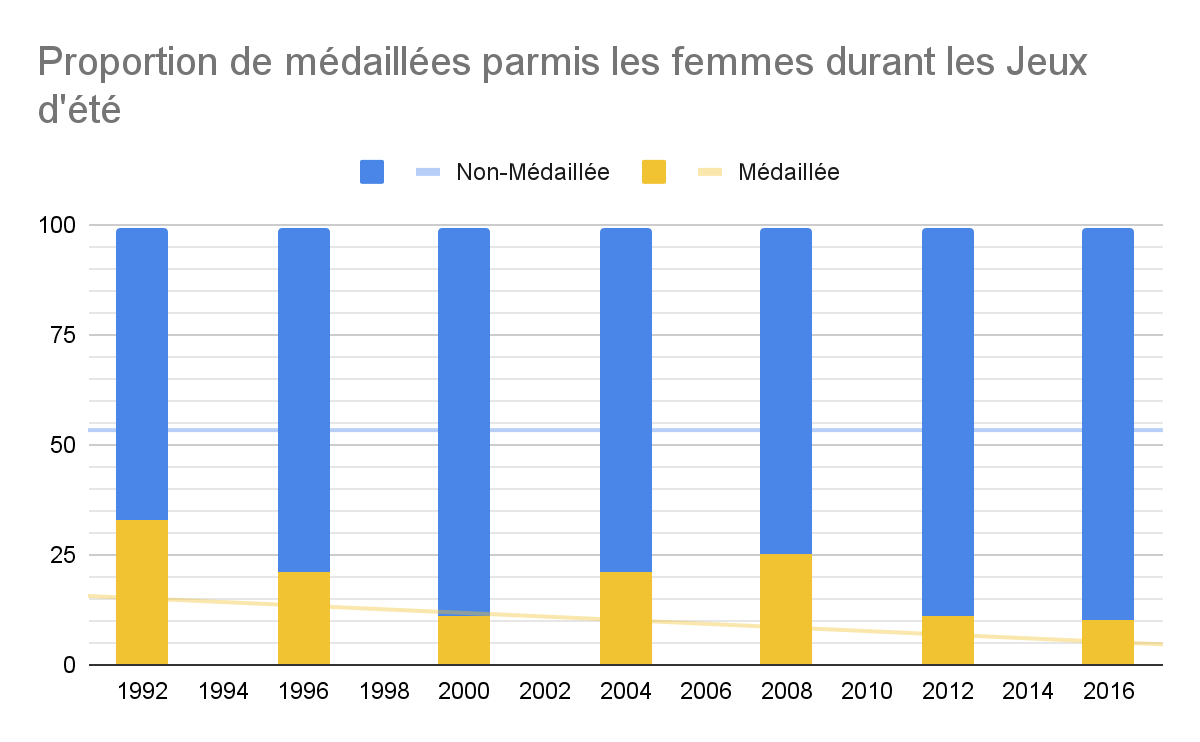 Proportion de médaillées parmis les femmes durant les Jeux
d'été
Non-Médaillée Médaillée
100
75
50
25
0
1992 1994 1996 1998 2000 2002 2004 2006 2008 2010 2012 2014 2016